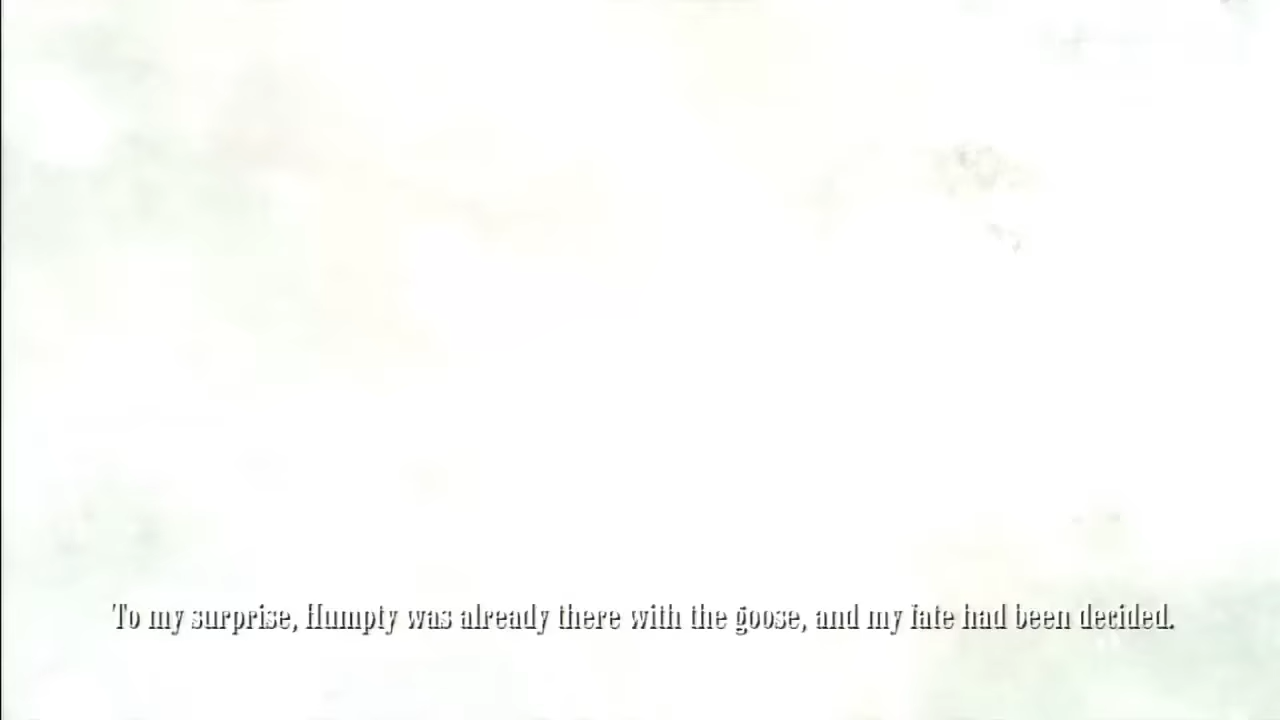 To my surprise, Humpty was already there with the goose, and my fate had been decided.